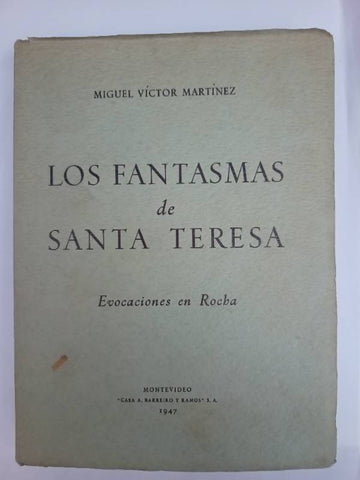 MIGUEL VÍCTOR MARTÍNEZ
LOS FANTASMAS
de
SANTA TERESA
Evocaciones en Rocha
MONTEVIDEO
"CASA A. BARREIRO Y RAMOS" S. A.
1947